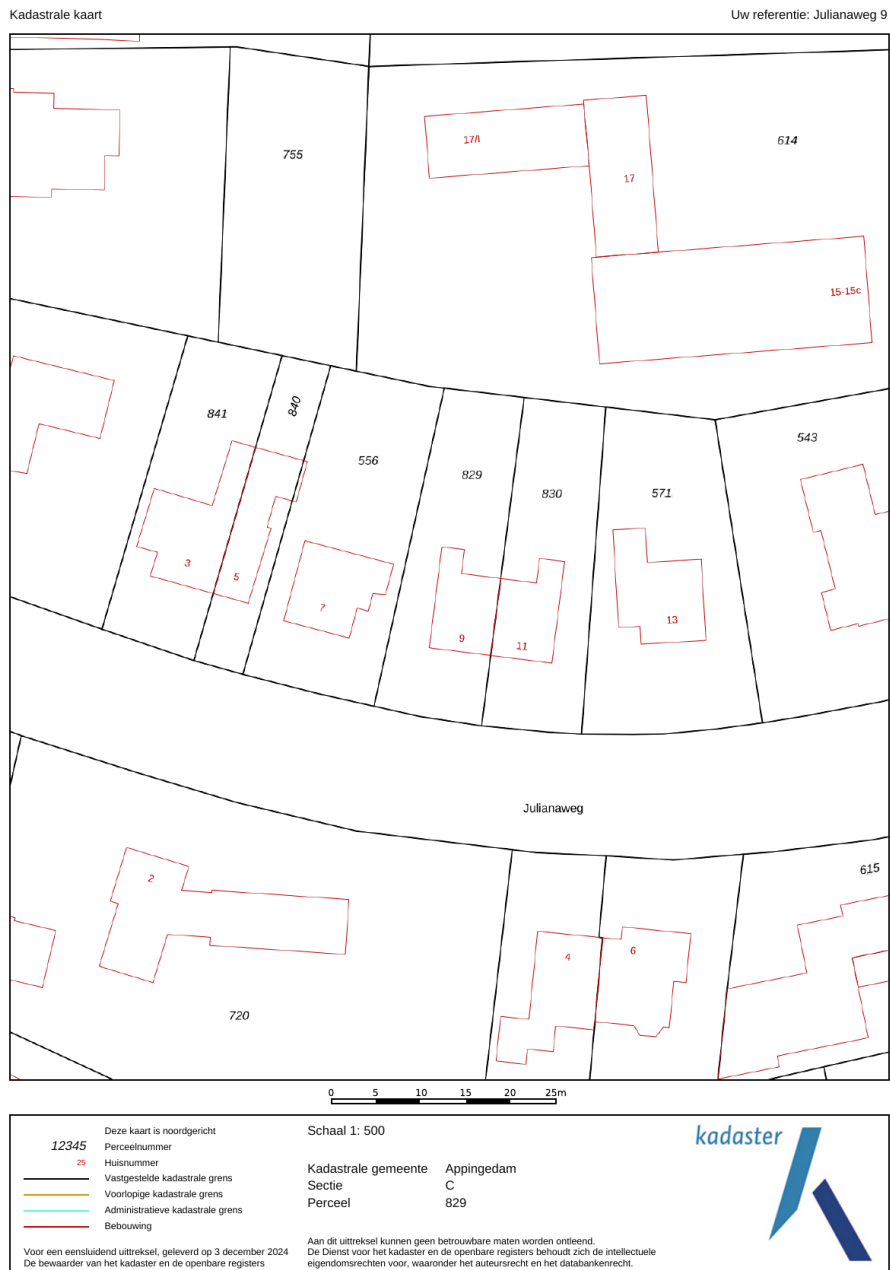 Kadastrale kaart
Uw referentie: Julianaweg 9
755
17/I
17
614
15-15c
841
840
556
829
830
571
543
3
5
7
9
11
13
Julianaweg
2
4
6
615
720
0 5 10 15 20 25m
Deze kaart is noordgericht
12345 Perceelnummer
25 Huisnummer
Vastgestelde kadastrale grens
Voorlopige kadastrale grens
Administratieve kadastrale grens
Bebouwing
Voor een eensluidend uittreksel, geleverd op 3 december 2024
De bewaarder van het kadaster en de openbare registers
Schaal 1: 500
Kadastrale gemeente Appingedam
Sectie C
Perceel 829
Aan dit uittreksel kunnen geen betrouwbare maten worden ontleend.
De Dienst voor het kadaster en de openbare registers behoudt zich de intellectuele
eigendomsrechten voor, waaronder het auteursrecht en het databankenrecht.
kadaster